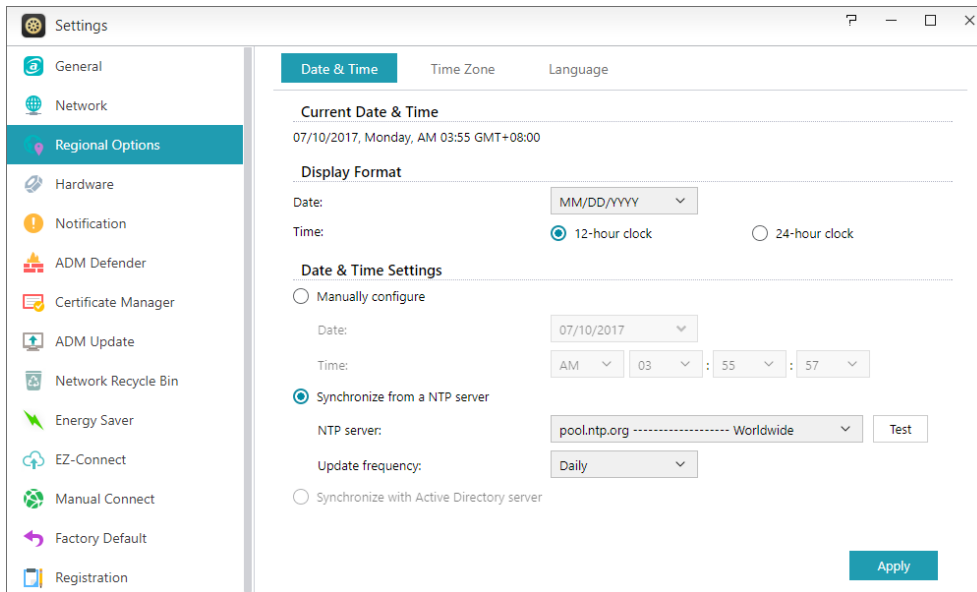 Settings
General
Network
Regional Options
Hardware
Notification
ADM Defender
Certificate Manager
ADM Update
Network Recycle Bin
Energy Saver
EZ-Connect
Manual Connect
Factory Default
Registration
Date & Time Time Zone Language
Current Date & Time
07/10/2017, Monday, AM 03:55 GMT+08:00
Display Format
Date: MM/DD/YYYY
Time: 12-hour clock 24-hour clock
Date & Time Settings
Manually configure
Date: 07/10/2017
Time: AM 03 : 55 : 57
Synchronize from a NTP server
NTP server: pool.ntp.org ------------------- Worldwide Test
Update frequency: Daily
Synchronize with Active Directory server
Apply